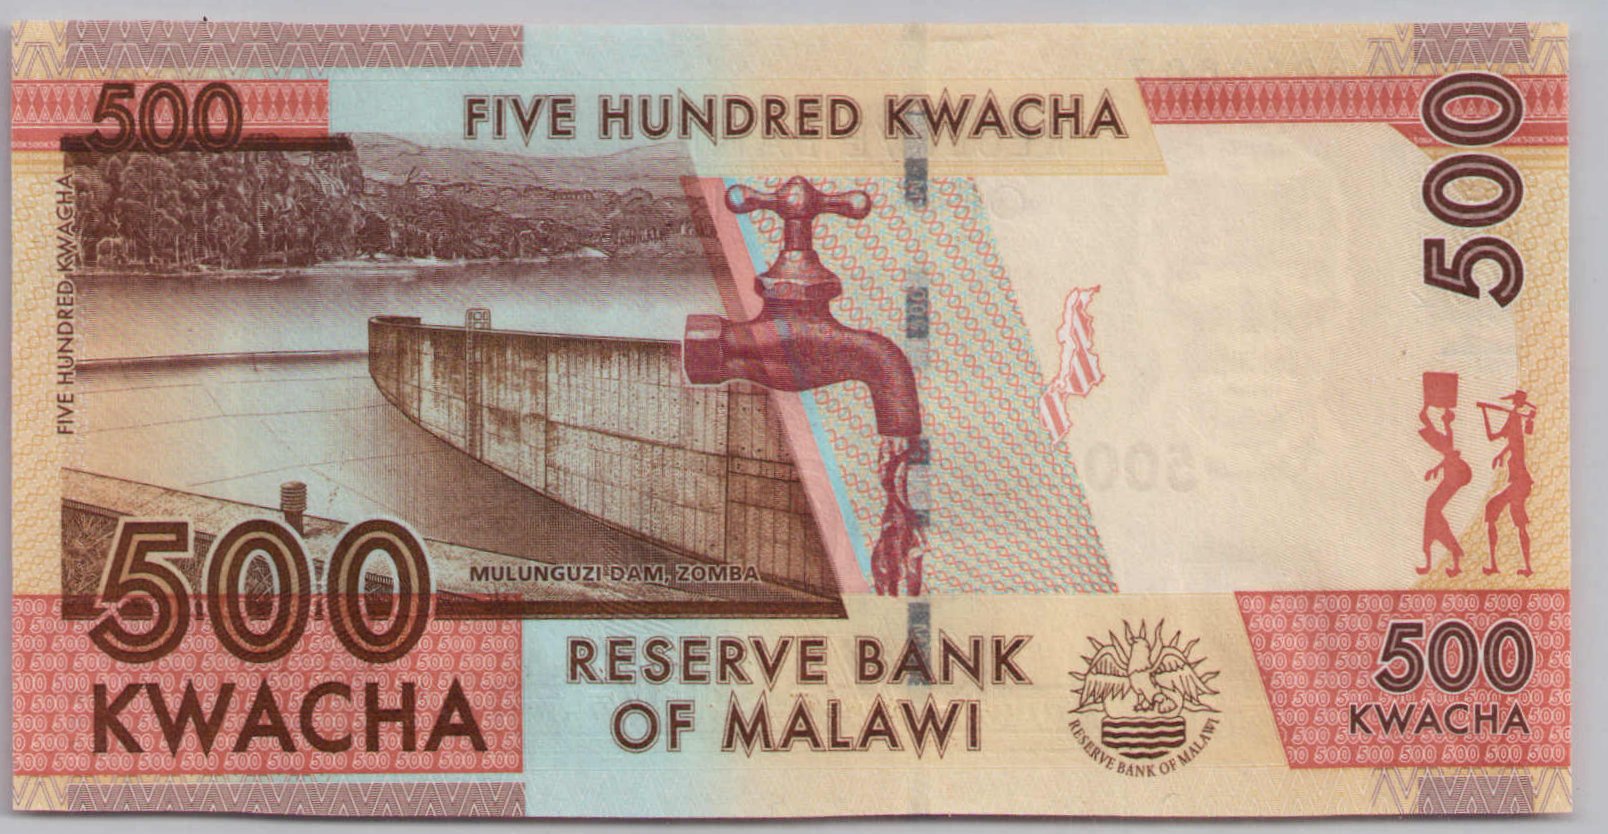 500
FIVE HUNDRED KWACHA
500
FIVE HUNDRED KWACHA
MULUNGUZI DAM, ZOMBA
500
KWACHA
RESERVE BANK
OF MALAWI
RESERVE BANK OF MALAWI
500
KWACHA
500